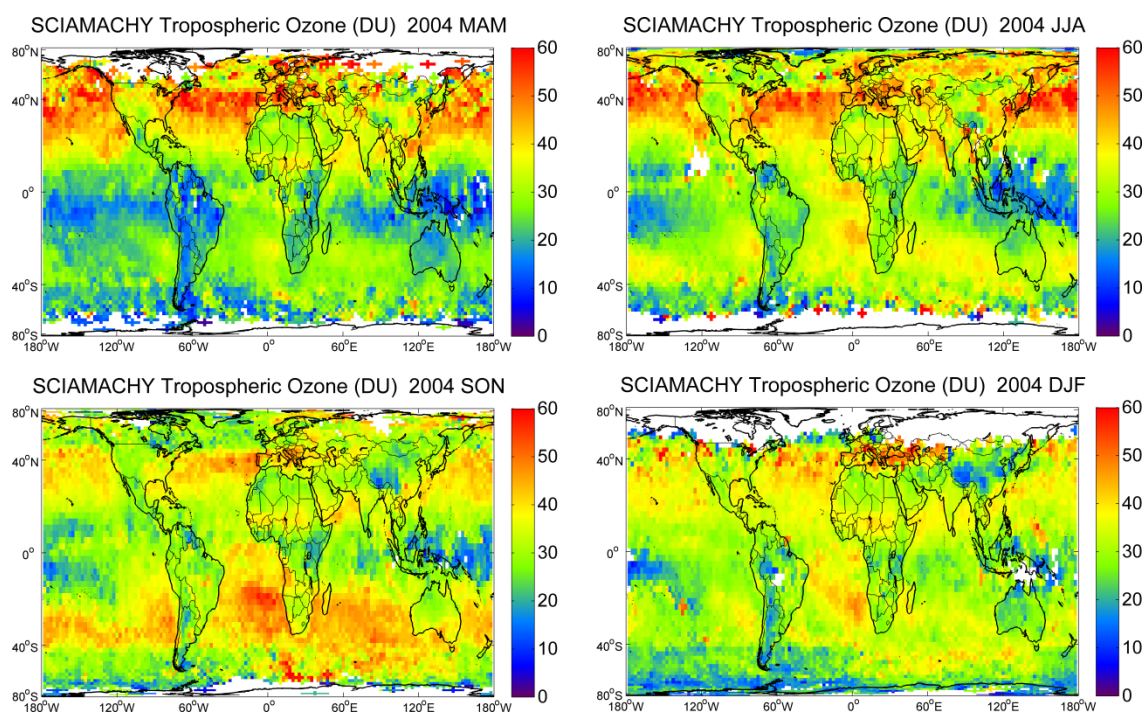 SCIAMACHY Tropospheric Ozone (DU) 2004 MAM
80°N
40°N
0°
40°S
80°S
180°W
120°W
60°W
0°
60°E
120°E
180°W
60
50
40
30
20
10
0
SCIAMACHY Tropospheric Ozone (DU) 2004 JJA
80°N
40°N
0°
40°S
80°S
180°W
120°W
60°W
0°
60°E
120°E
180°W
60
50
40
30
20
10
0
SCIAMACHY Tropospheric Ozone (DU) 2004 SON
80°N
40°N
0°
40°S
80°S
180°W
120°W
60°W
0°
60°E
120°E
180°W
60
50
40
30
20
10
0
SCIAMACHY Tropospheric Ozone (DU) 2004 DJF
80°N
40°N
0°
40°S
80°S
180°W
120°W
60°W
0°
60°E
120°E
180°W
60
50
40
30
20
10
0